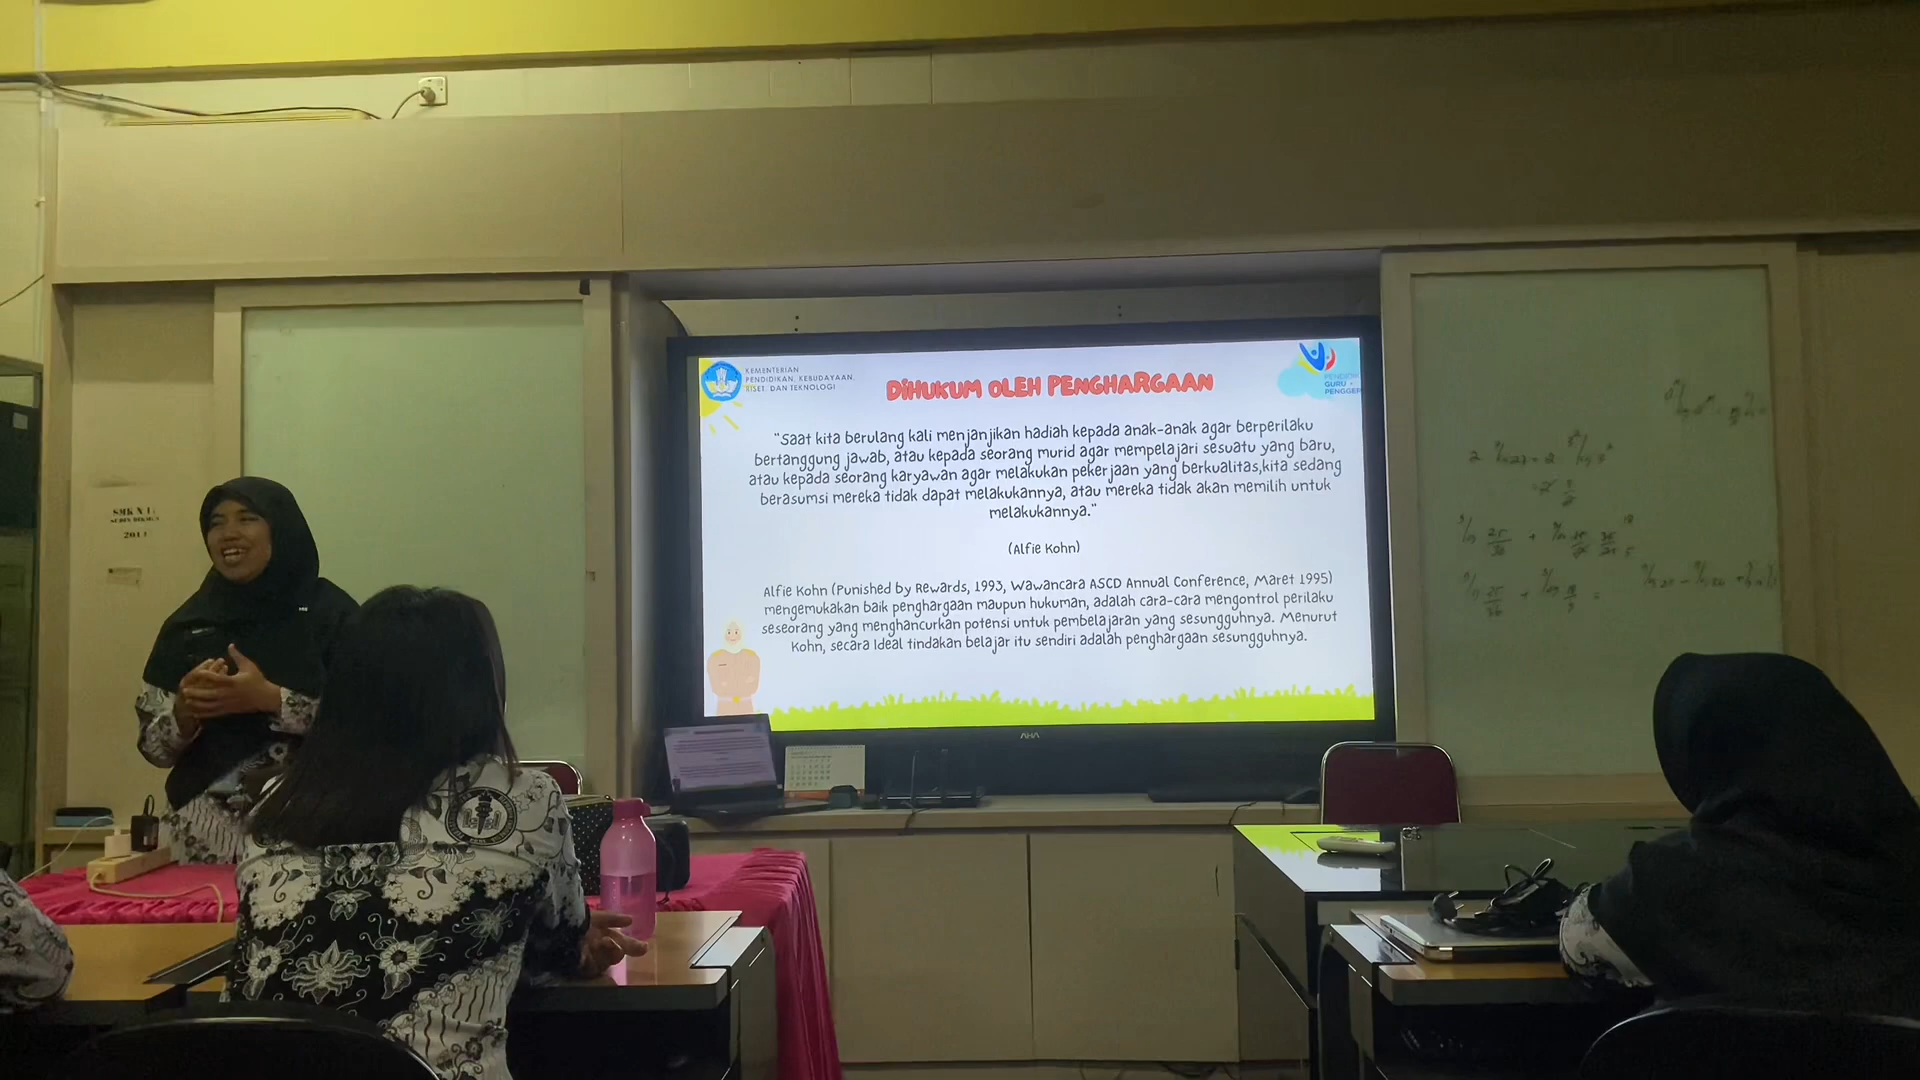 KEMENTERIAN
PENDIDIKAN, KEBUDAYAAN,
RISET, DAN TEKNOLOGI
DIHUKUM OLEH PENGHARGAAN
GURU
PENGGER
"Saat kita berulang kali menjanjikan hadiah kepada anak-anak agar berperilaku
bertanggung jawab, atau kepada seorang murid agar mempelajari sesuatu yang baru,
atau kepada seorang karyawan agar melakukan pekerjaan yang berkualitas,kita sedang
berasumsi mereka tidak dapat melakukannya, atau mereka tidak akan memilih untuk
melakukannya."
(Alfie Kohn)
Alfie Kohn (Punished by Rewards, 1993, Wawancara ASCD Annual Conference, Maret 1995)
mengemukakan baik penghargaan maupun hukuman, adalah cara-cara mengontrol perilaku
seseorang yang menghancurkan potensi untuk pembelajaran yang sesungguhnya. Menurut
Kohn, secara Ideal tindakan belajar itu sendiri adalah penghargaan sesungguhnya.
AHA
SMK N 1
2011